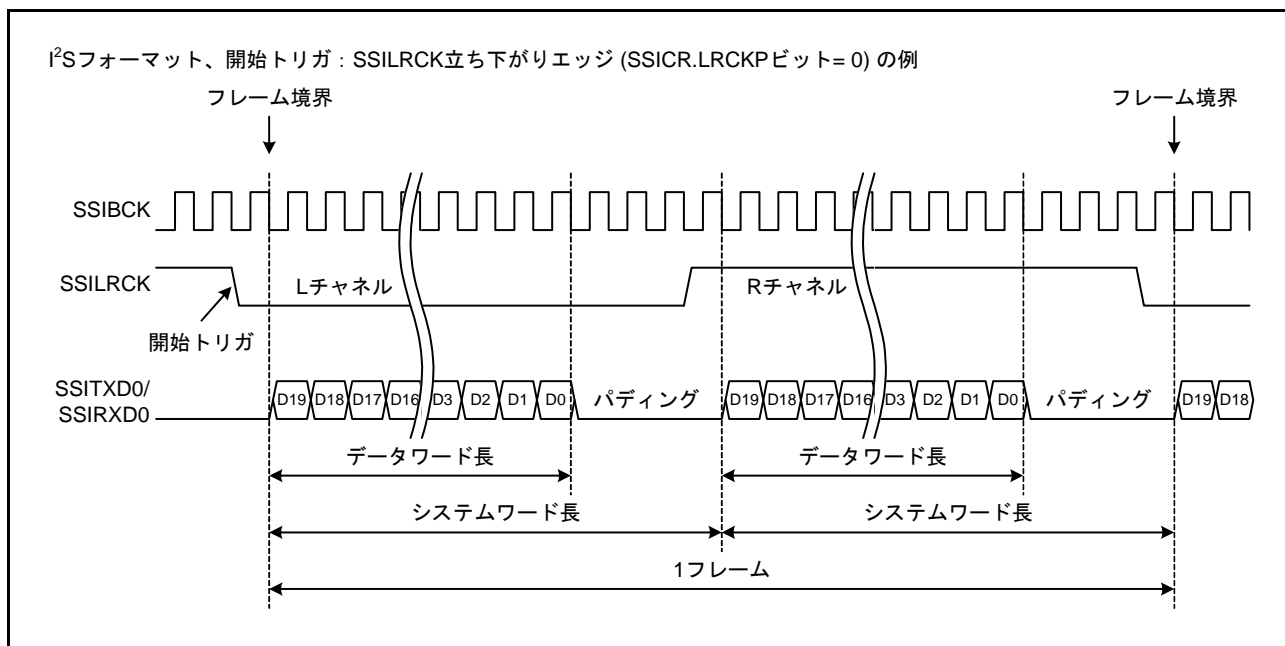 I²Sフォーマット、開始トリガ：SSILRCK立ち下がりエッジ (SSICR.LRCKPビット= 0) の例
フレーム境界 フレーム境界
SSIBCK
SSILRCK Lチャネル Rチャネル
開始トリガ
SSITXD0/
SSIRXD0
D19 D18 D17 D16 D3 D2 D1 D0 パディング D19 D18 D17 D16 D3 D2 D1 D0 パディング D19 D18
データワード長 データワード長
システムワード長 システムワード長
1フレーム